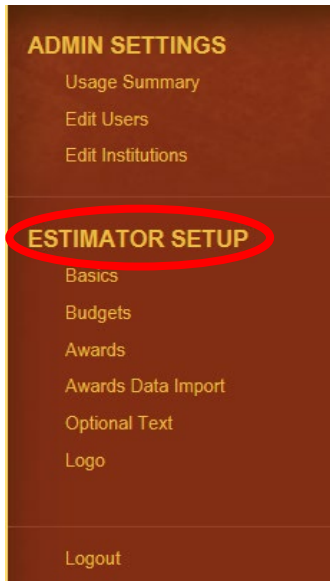 ADMIN SETTINGS
Usage Summary
Edit Users
Edit Institutions
ESTIMATOR SETUP
Basics
Budgets
Awards
Awards Data Import
Optional Text
Logo
Logout